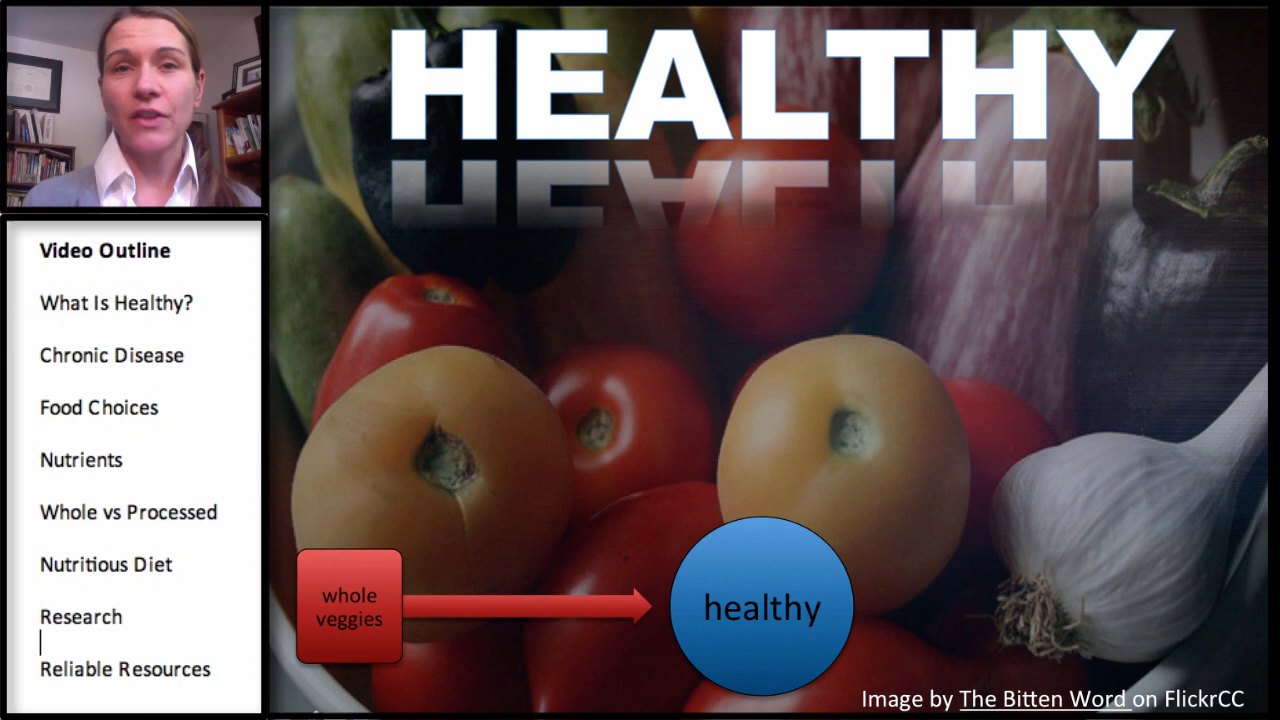 HEALTHY
Video Outline
What Is Healthy?
Chronic Disease
Food Choices
Nutrients
Whole vs Processed
Nutritious Diet
Research
Reliable Resources
whole
veggies
healthy
Image by The Bitten Word on FlickrCC